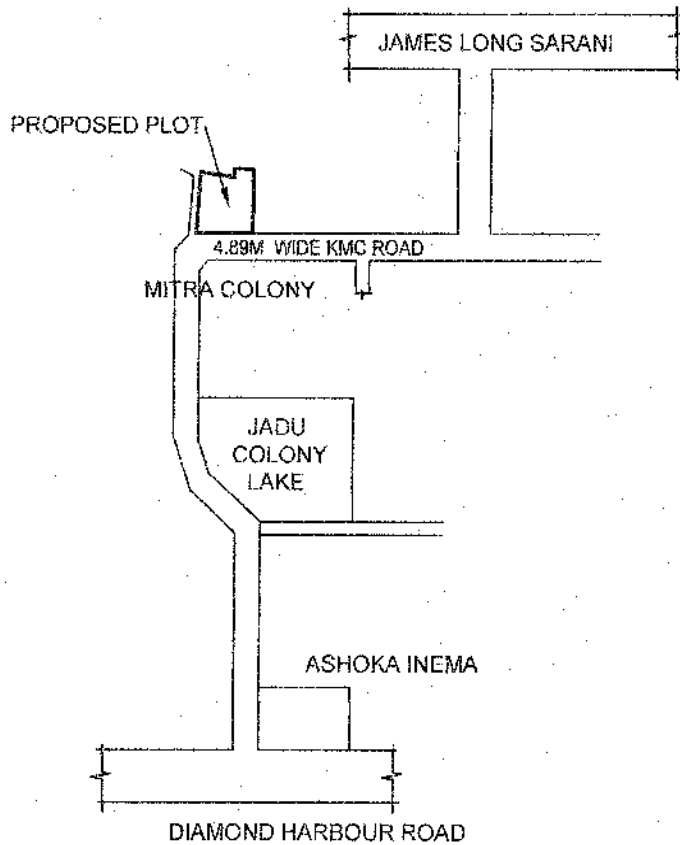 JAMES LONG SARANI
PROPOSED PLOT
4.89M WIDE KMC ROAD
MITRA COLONY
JADU
COLONY
LAKE
ASHOKA INEMA
DIAMOND HARBOUR ROAD